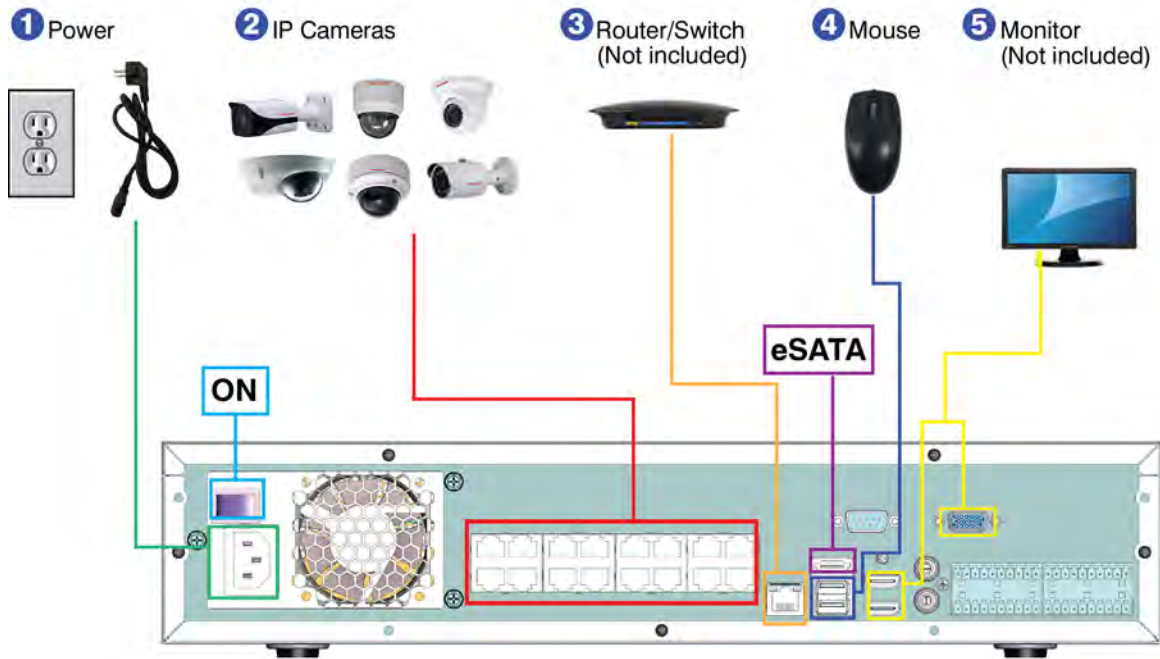 1 Power
2 IP Cameras
3 Router/Switch
(Not included)
4 Mouse
5 Monitor
(Not included)
eSATA
ON